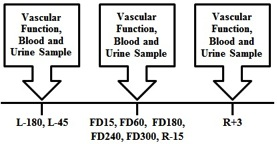 Vascular
Function,
Blood and
Urine Sample
Vascular
Function,
Blood and
Urine Sample
Vascular
Function,
Blood and
Urine Sample
L-180, L-45
FD15, FD60, FD180,
FD240, FD300, R-15
R+3